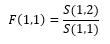 F(1,1) = S(1,2) / S(1,1)